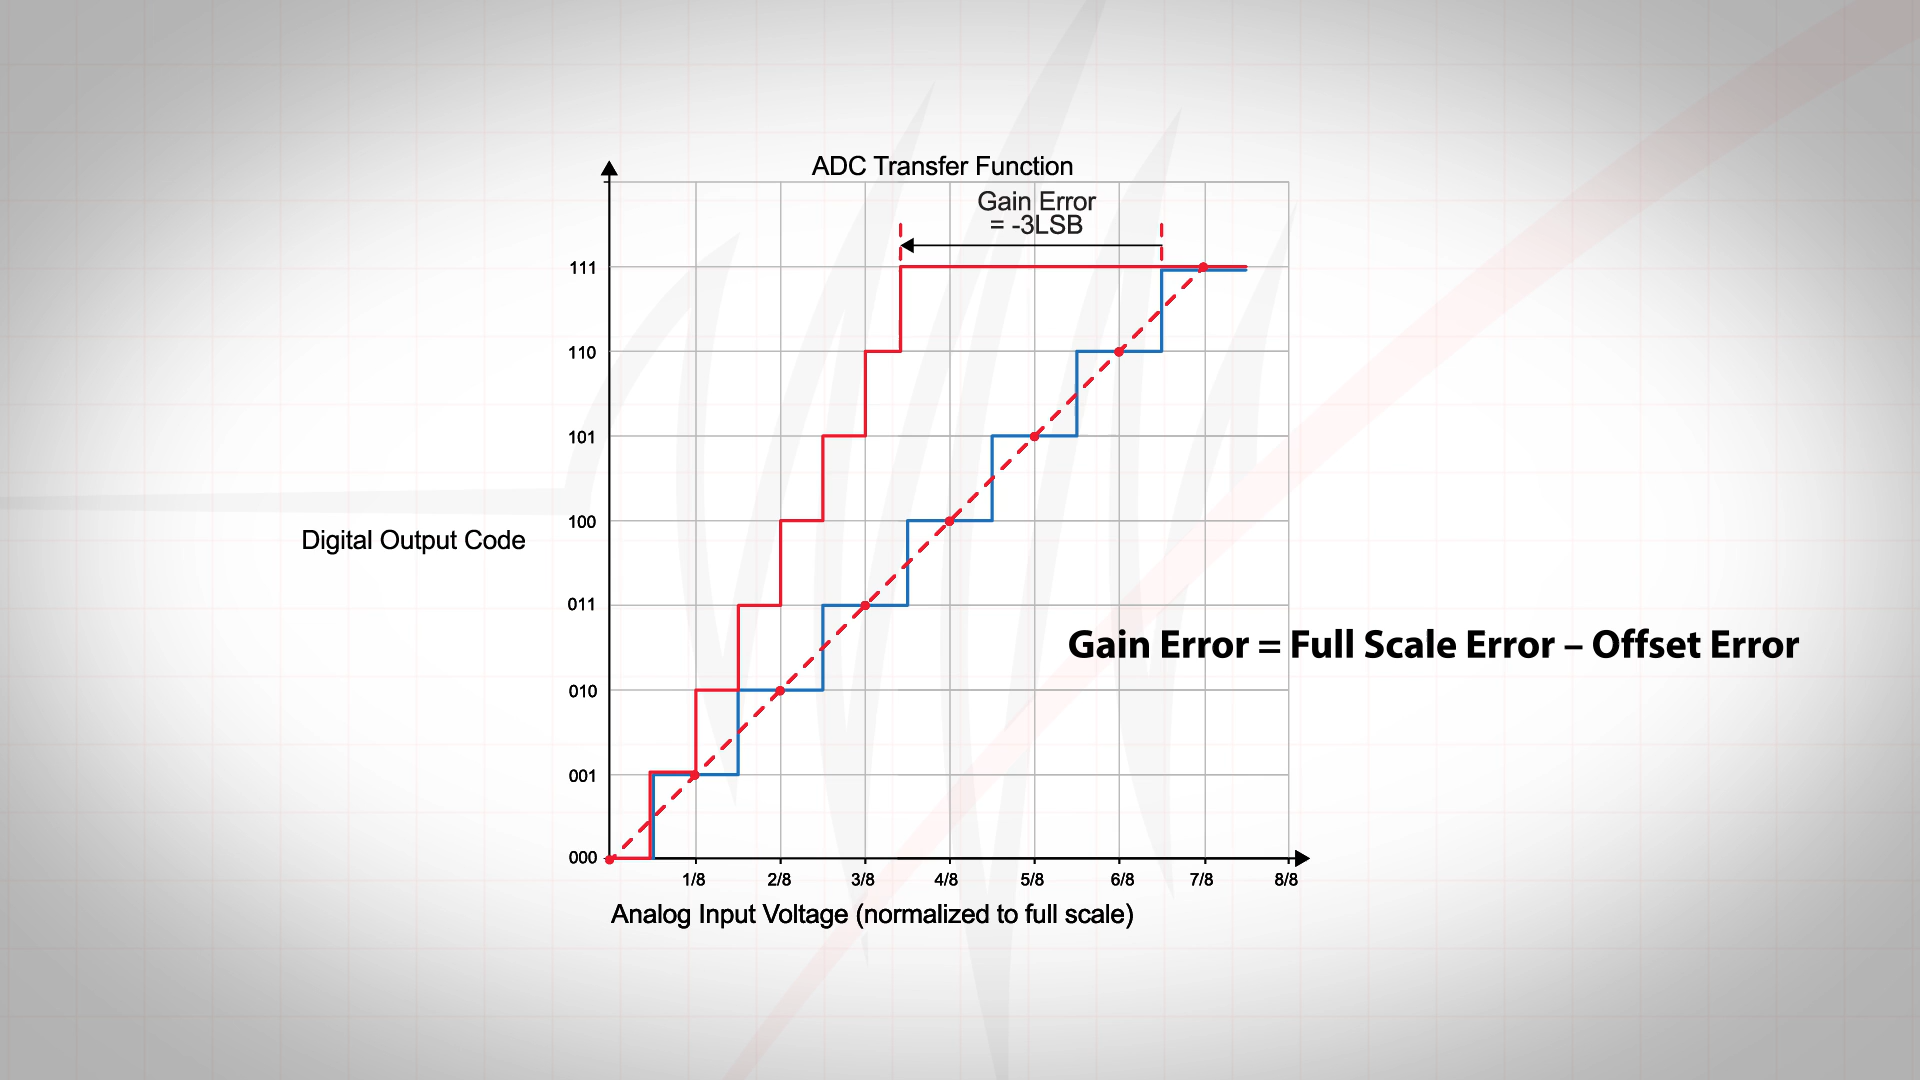 ADC Transfer Function
Gain Error
= -3LSB
111
110
101
100
Digital Output Code
011
Gain Error = Full Scale Error – Offset Error
010
001
000
1/8 2/8 3/8 4/8 5/8 6/8 7/8 8/8
Analog Input Voltage (normalized to full scale)